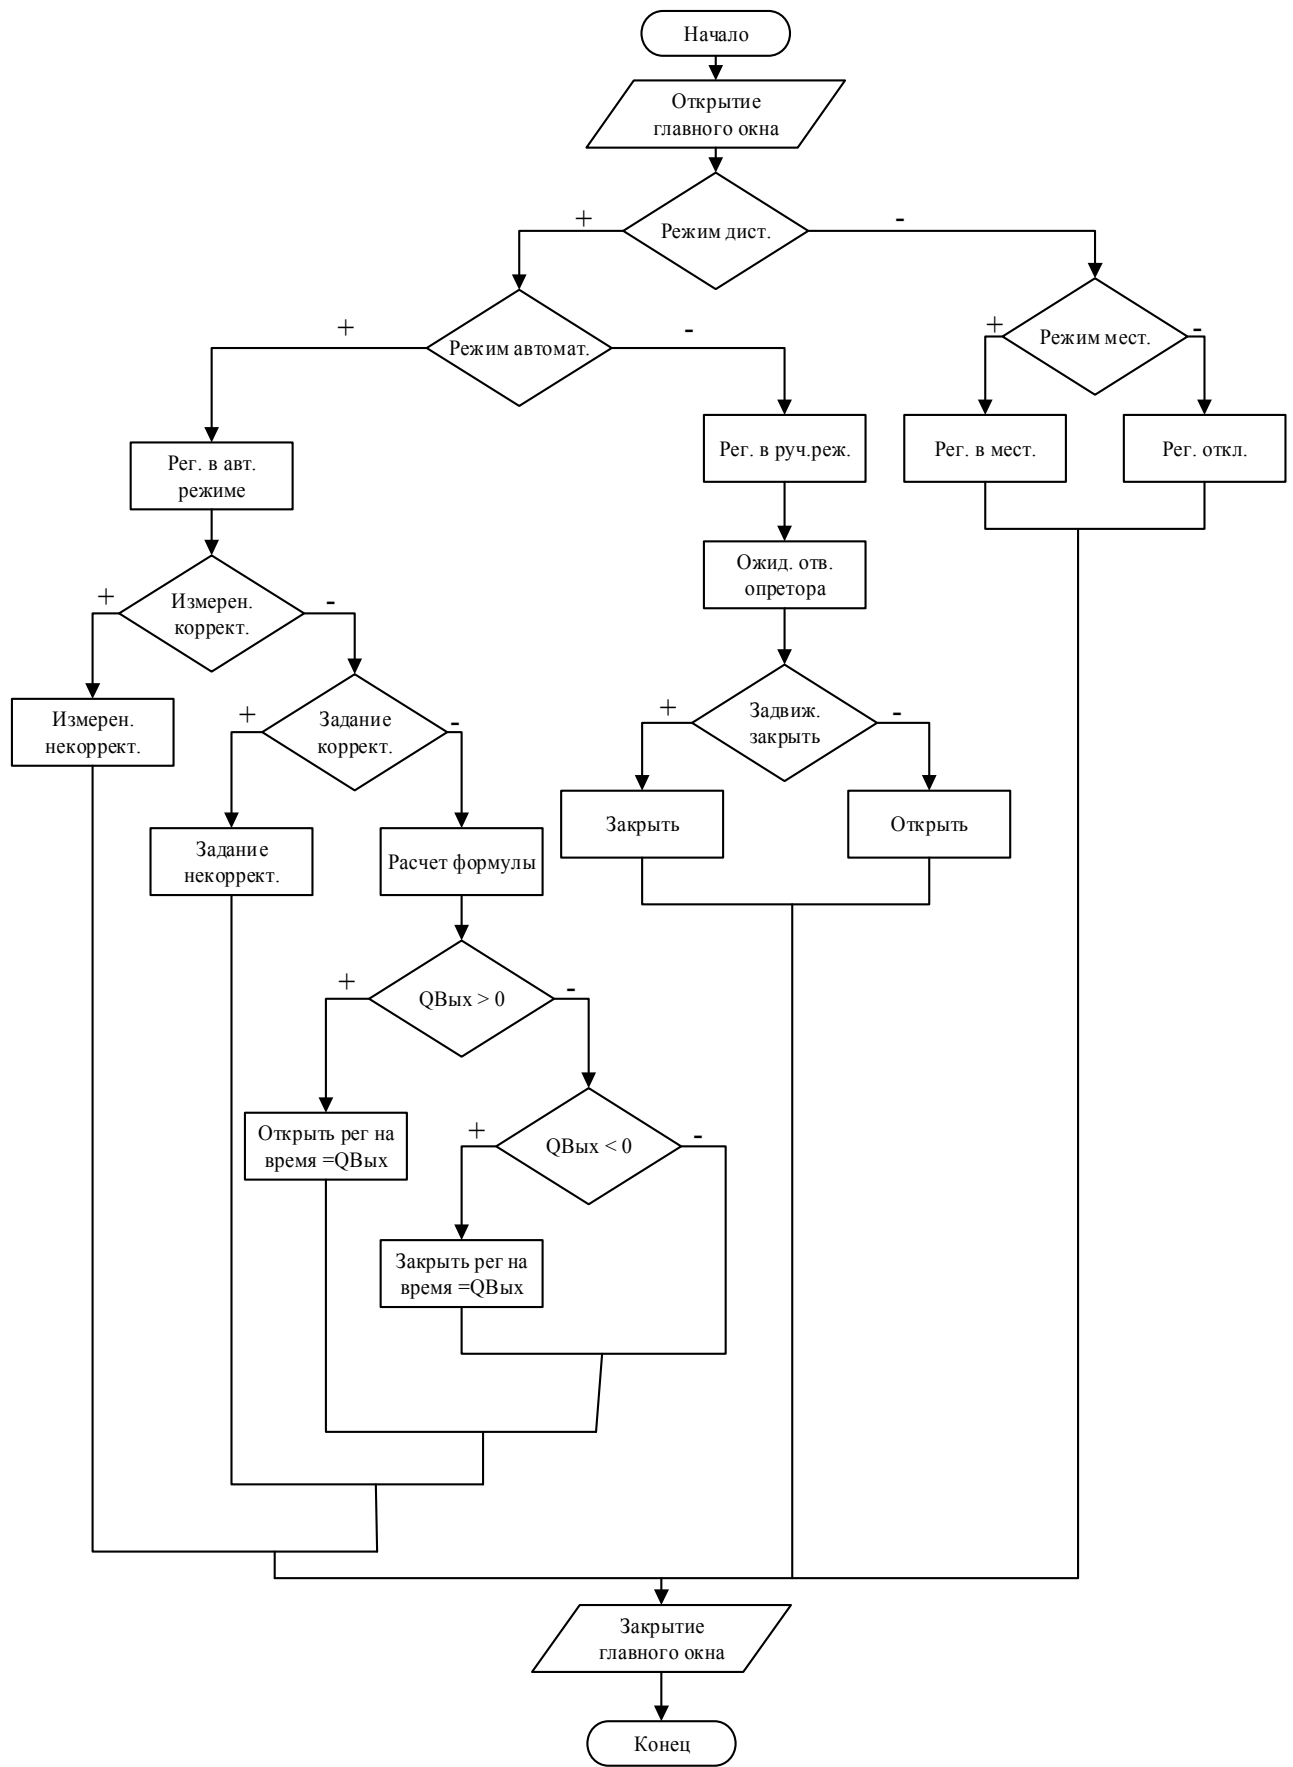 Начало
Открытие
главного окна
+
-
Режим дист.
+
-
Режим автомат.
+
-
Режим мест.
Рег. в авт.
режиме
Рег. в руч.реж.
Рег. в мест.
Рег. откл.
Ожид. отв.
опретора
+
-
Измерен.
коррект.
Измерен.
некоррект.
+
-
Задание
коррект.
+
-
Задвиж.
закрыть
Закрыть
Открыть
Задание
некоррект.
Расчет формулы
+
-
QВых > 0
Открыть рег на
время =QВых
+
-
QВых < 0
Закрыть рег на
время =QВых
Закрытие
главного окна
Конец